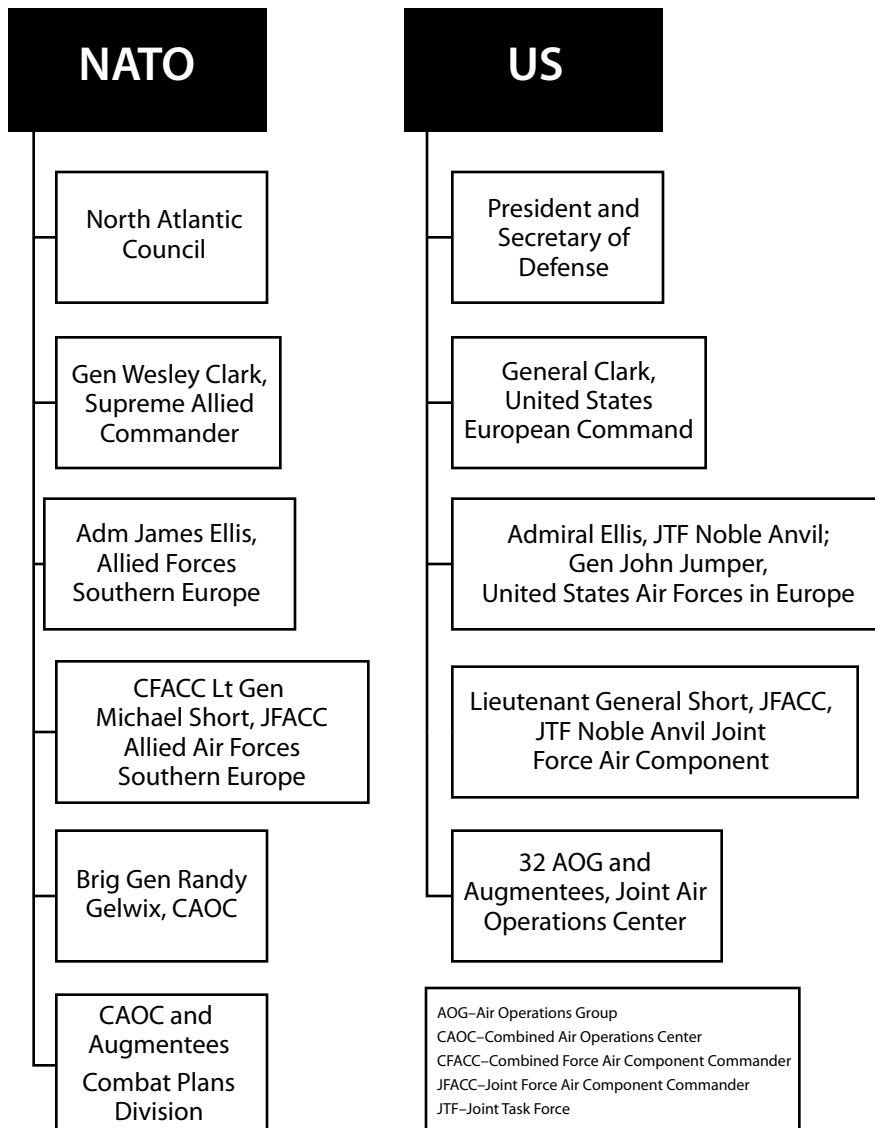 NATO
North Atlantic
Council
Gen Wesley Clark,
Supreme Allied
Commander
Adm James Ellis,
Allied Forces
Southern Europe
CFACC Lt Gen
Michael Short, JFACC
Allied Air Forces
Southern Europe
Brig Gen Randy
Gelwix, CAOC
CAOC and
Augmentees
Combat Plans
Division
US
President and
Secretary of
Defense
General Clark,
United States
European Command
Admiral Ellis, JTF Noble Anvil;
Gen John Jumper,
United States Air Forces in Europe
Lieutenant General Short, JFACC,
JTF Noble Anvil Joint
Force Air Component
32 AOG and
Augmentees, Joint Air
Operations Center
AOG–Air Operations Group
CAOC–Combined Air Operations Center
CFACC–Combined Force Air Component Commander
JFACC–Joint Force Air Component Commander
JTF–Joint Task Force